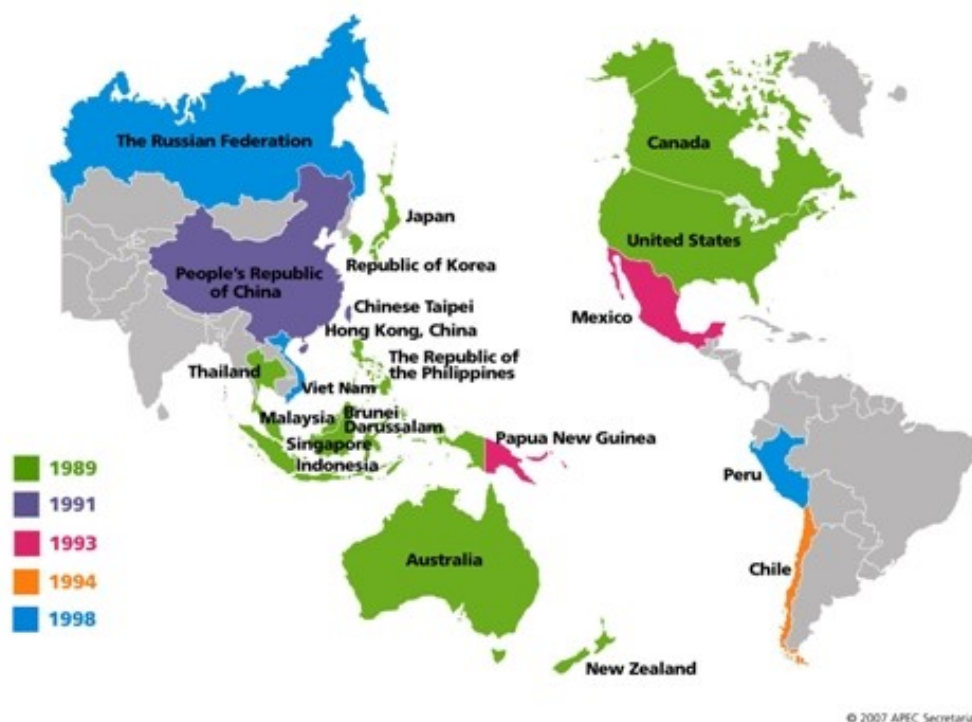 The Russian Federation
Canada
Japan
United States
Republic of Korea
People's Republic
of China
Chinese Taipei
Mexico
Hong Kong, China
The Republic of
the Philippines
Thailand
Viet Nam
Malaysia
Brunei
Darussalam
Singapore
Papua New Guinea
Indonesia
Peru
1989
1991
1993
1994
1998
Australia
Chile
New Zealand
© 2007 APEC Secretaria